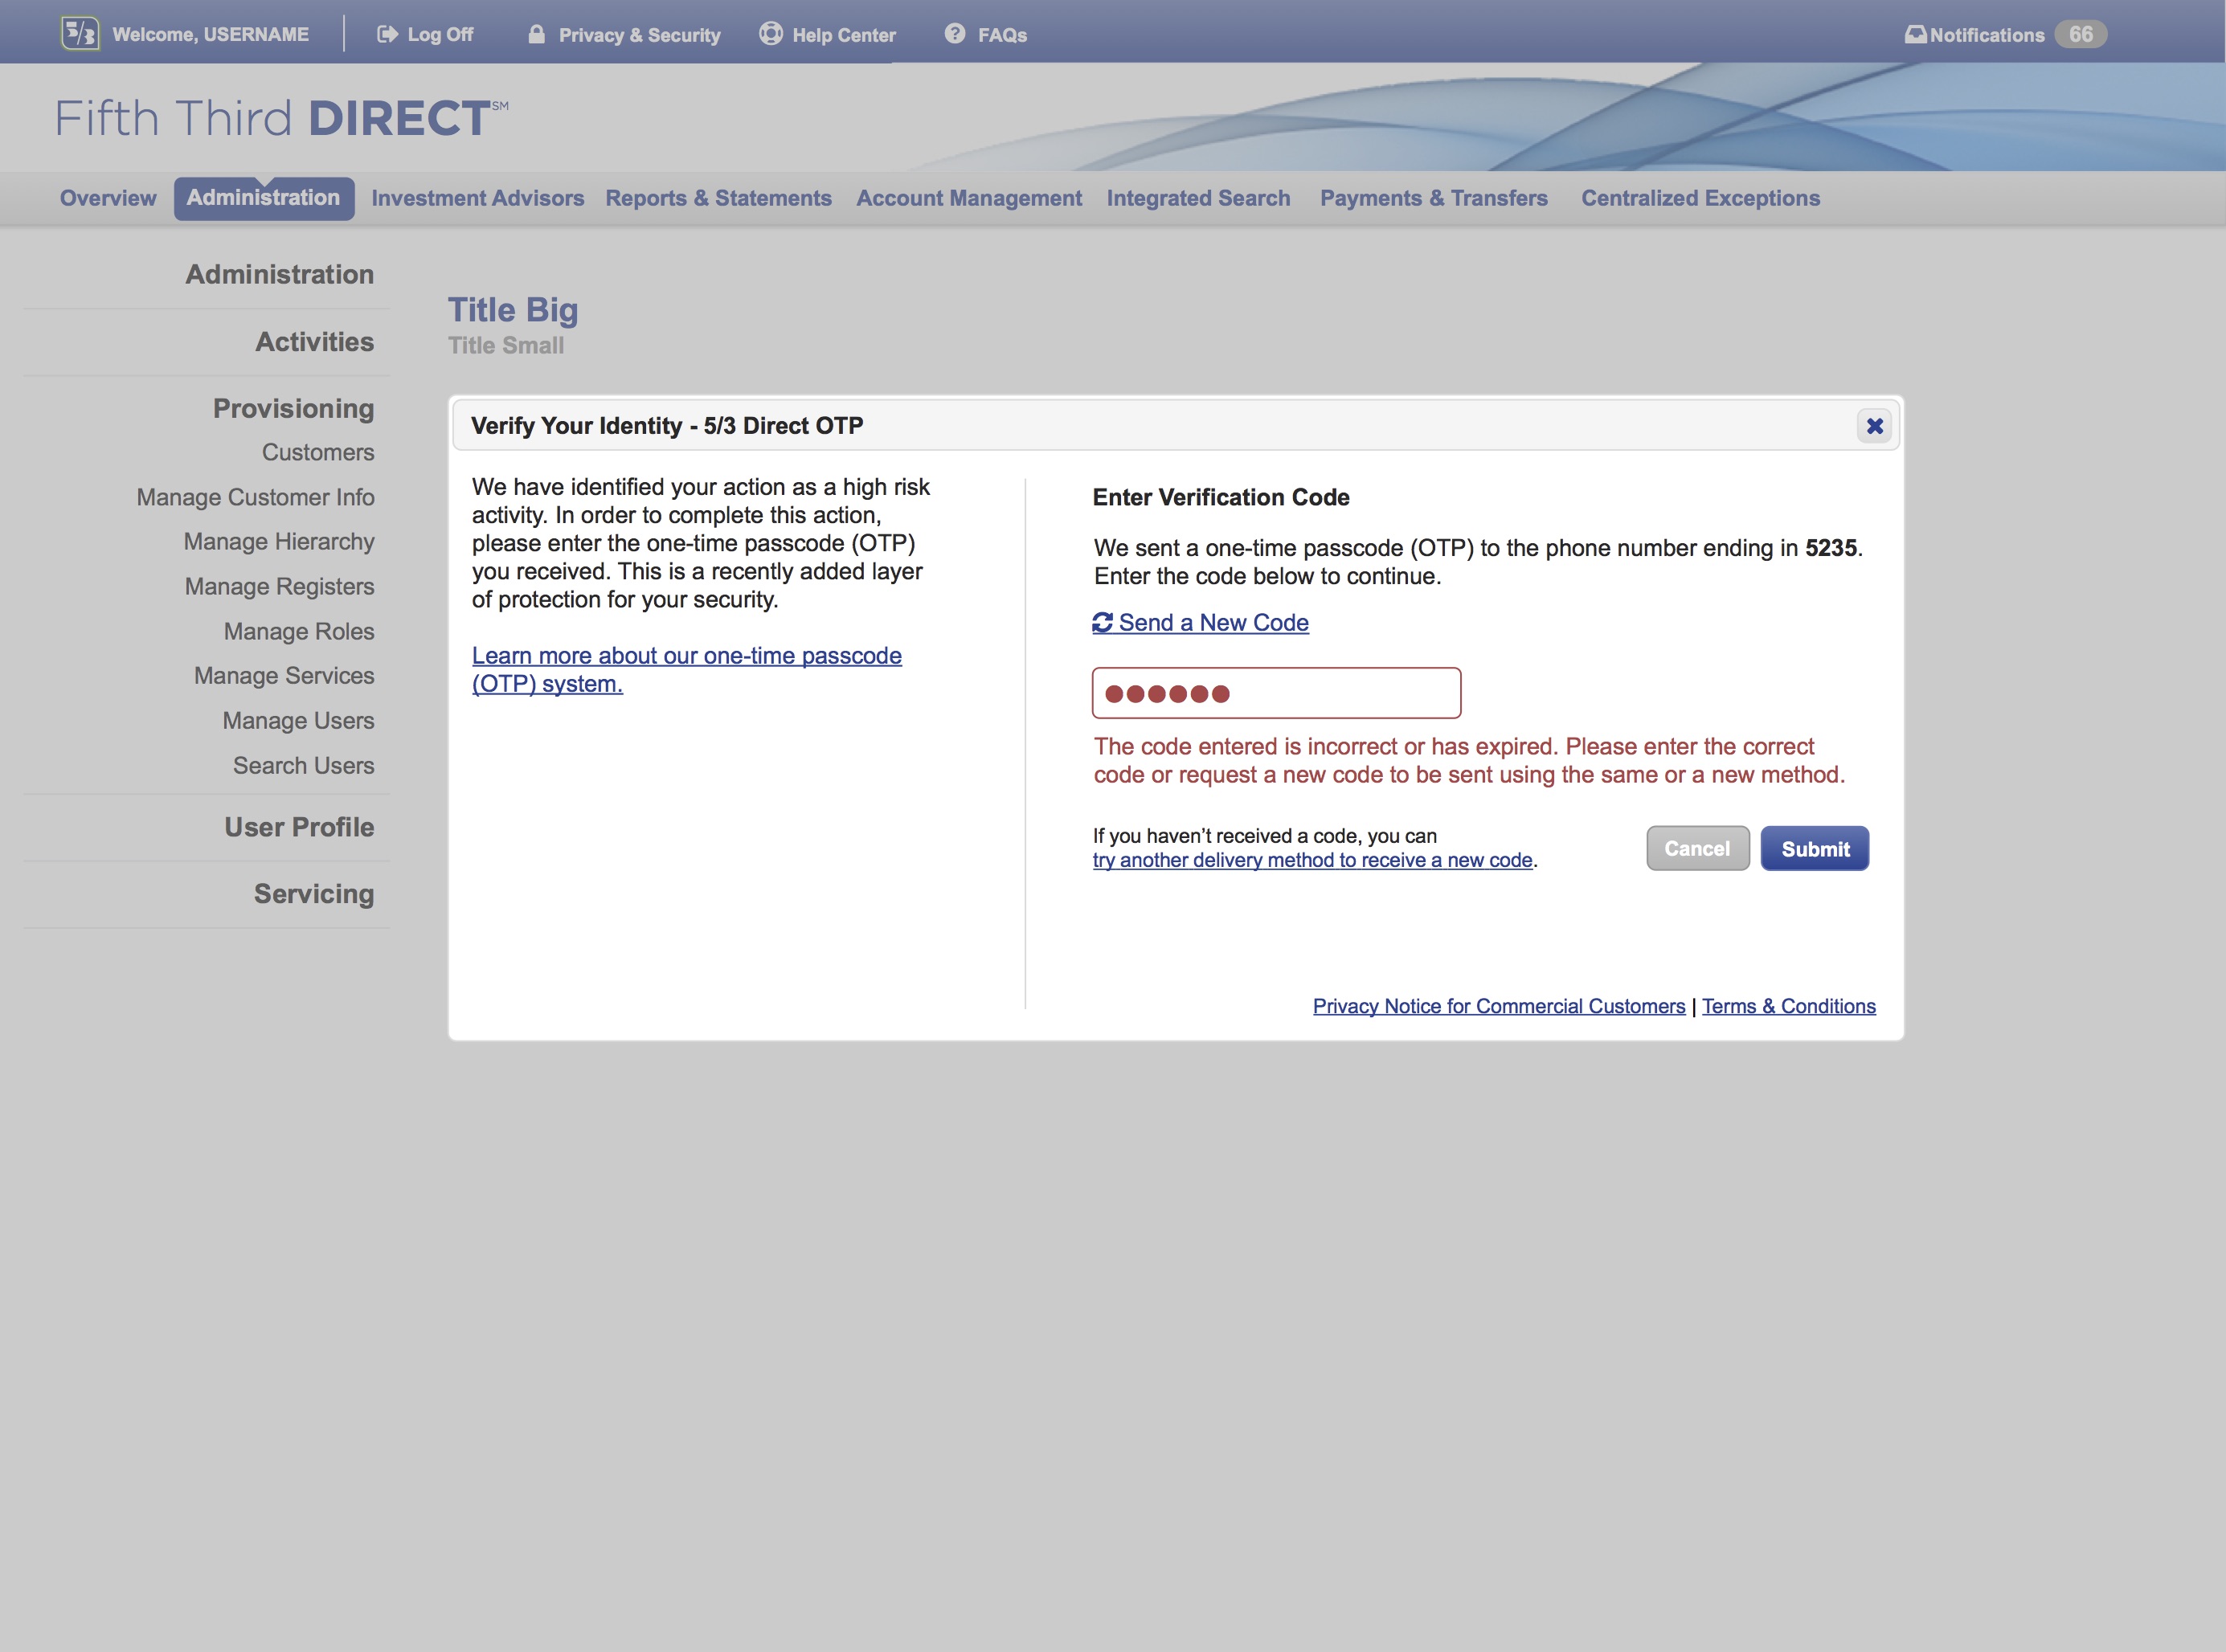 5/3 Welcome, USERNAME Log Off Privacy & Security Help Center ? FAQs Notifications 66
Fifth Third DIRECT℠
Overview Administration Investment Advisors Reports & Statements Account Management Integrated Search Payments & Transfers Centralized Exceptions
Administration
Activities
Provisioning
Customers
Manage Customer Info
Manage Hierarchy
Manage Registers
Manage Roles
Manage Services
Manage Users
Search Users
User Profile
Servicing
Title Big
Title Small
Verify Your Identity - 5/3 Direct OTP
We have identified your action as a high risk
activity. In order to complete this action,
please enter the one-time passcode (OTP)
you received. This is a recently added layer
of protection for your security.
Learn more about our one-time passcode
(OTP) system.
Enter Verification Code
We sent a one-time passcode (OTP) to the phone number ending in 5235.
Enter the code below to continue.
Send a New Code
●●●●●●
The code entered is incorrect or has expired. Please enter the correct
code or request a new code to be sent using the same or a new method.
If you haven’t received a code, you can
try another delivery method to receive a new code.
Cancel Submit
Privacy Notice for Commercial Customers | Terms & Conditions